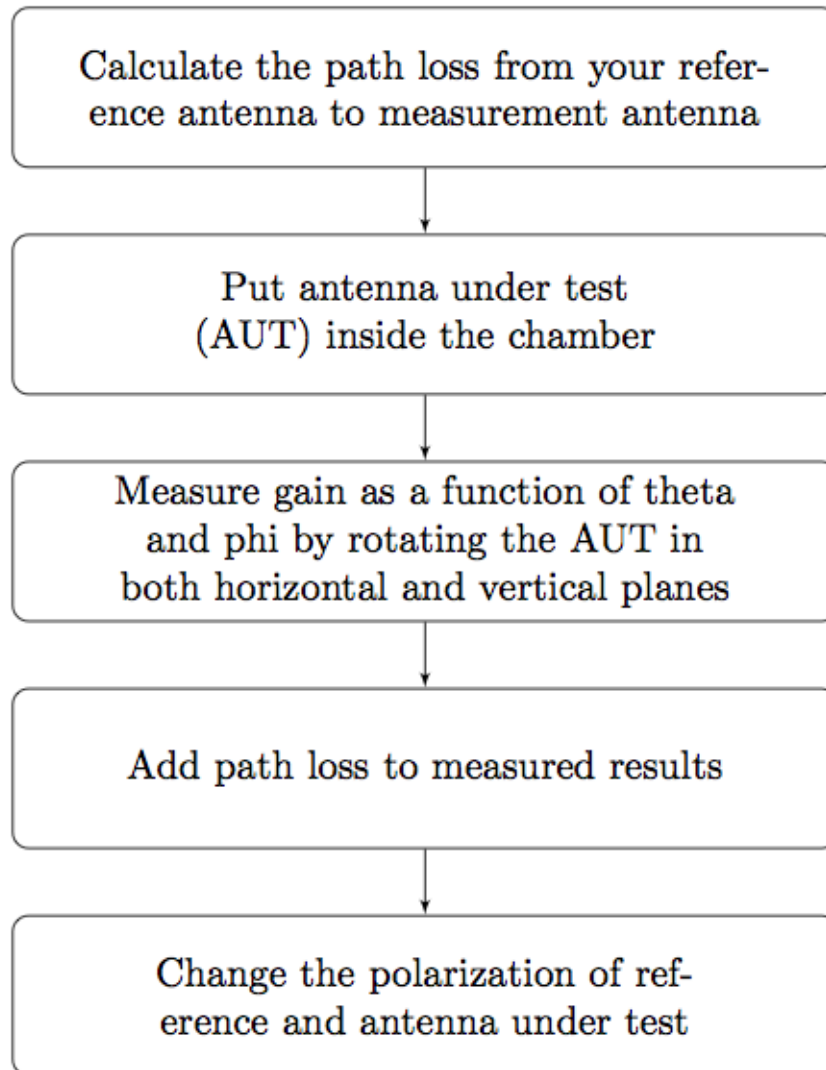 Calculate the path loss from your refer-
ence antenna to measurement antenna
Put antenna under test
(AUT) inside the chamber
Measure gain as a function of theta
and phi by rotating the AUT in
both horizontal and vertical planes
Add path loss to measured results
Change the polarization of ref-
erence and antenna under test